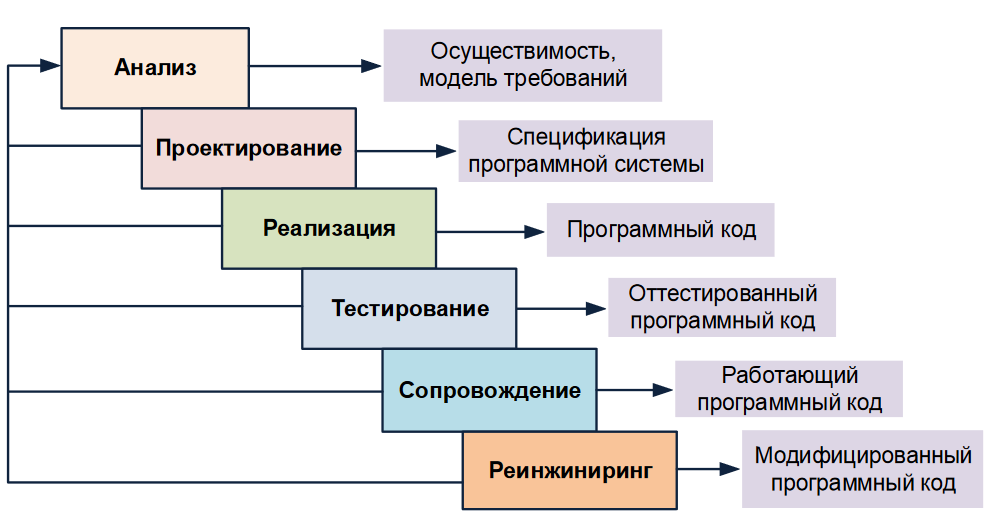 Анализ
Осуществимость,
модель требований
Проектирование
Спецификация
программной системы
Реализация
Программный код
Тестирование
Оттестированный
программный код
Сопровождение
Работающий
программный код
Реинжиниринг
Модифицированный
программный код